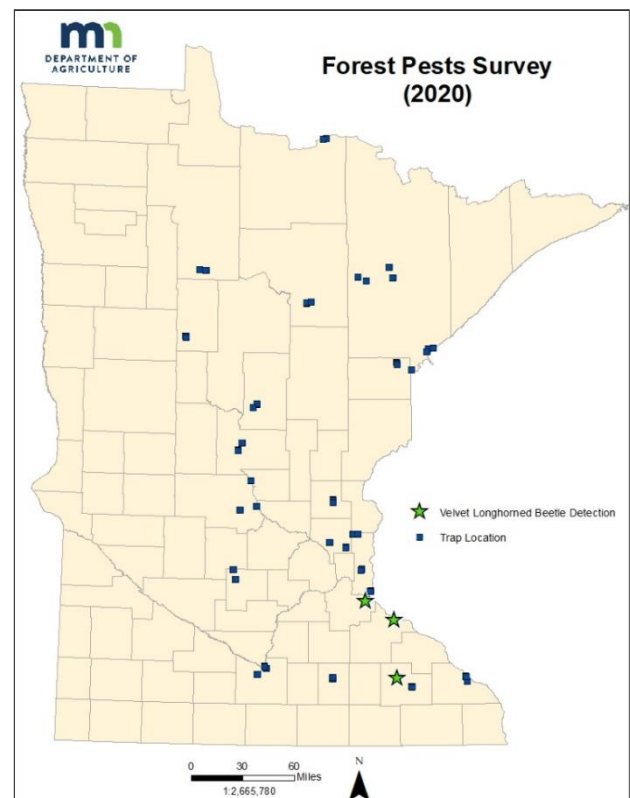 mn
DEPARTMENT OF
AGRICULTURE
Forest Pests Survey
(2020)
Velvet Longhorned Beetle Detection
Trap Location
0 30 60
Miles
1:2,665,780
N